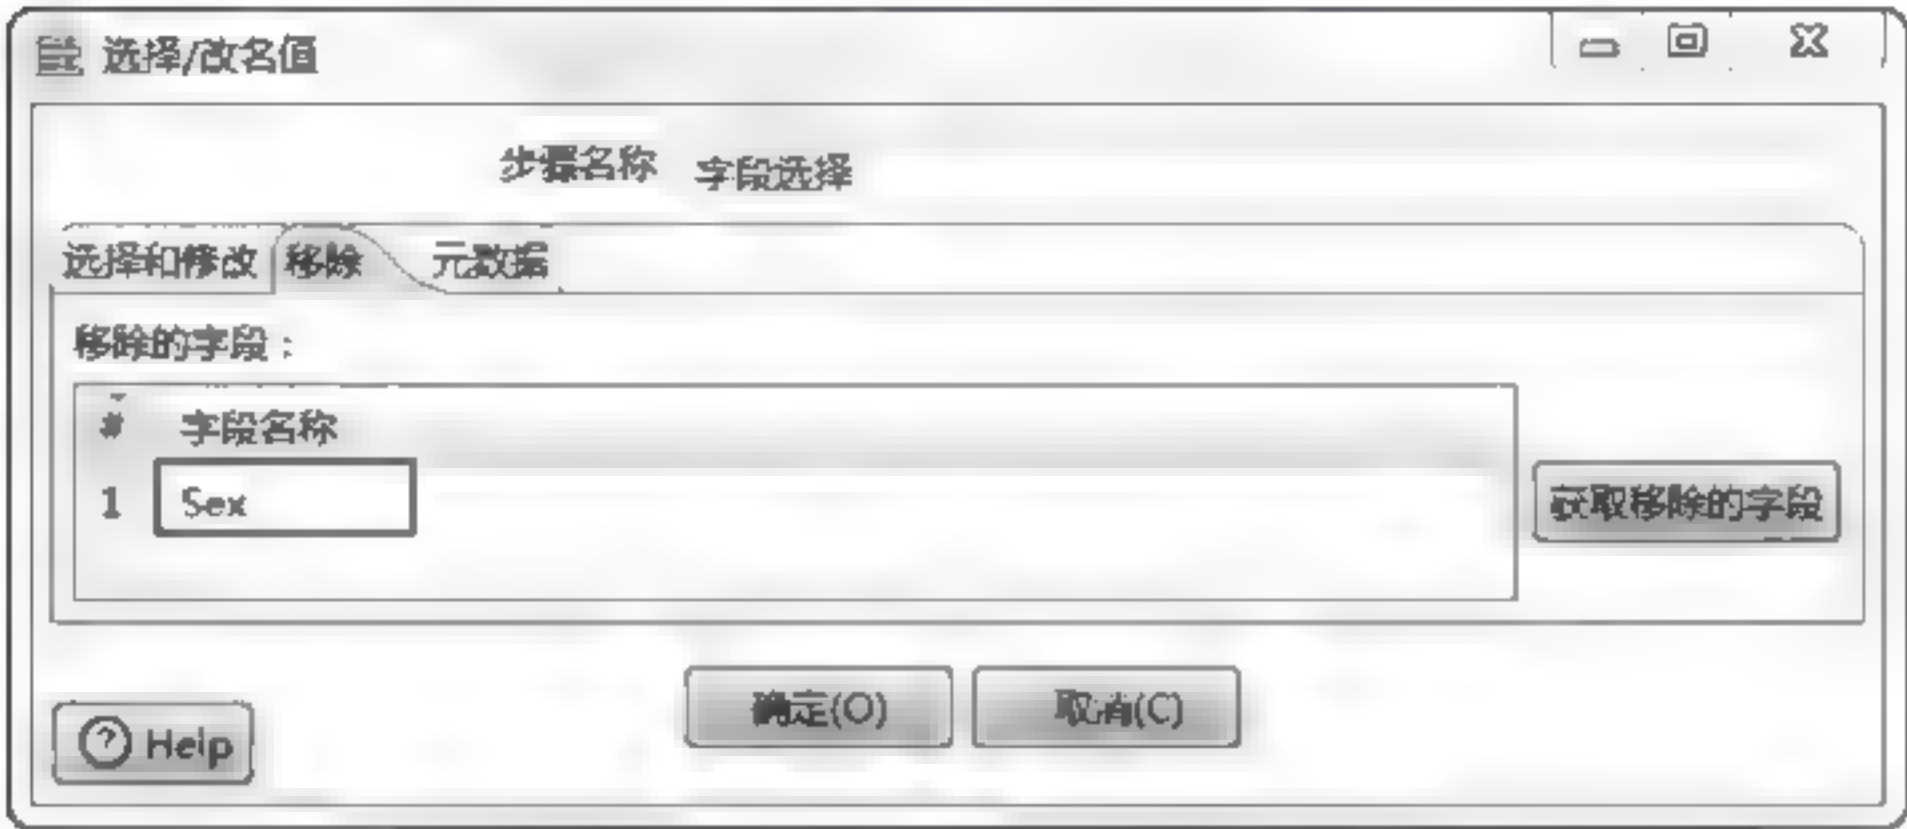 选择/改名值
步骤名称 字段选择
选择和修改 移除 元数据
移除的字段：
# 字段名称
1 Sex
获取移除的字段
确定(O) 取消(C)
Help